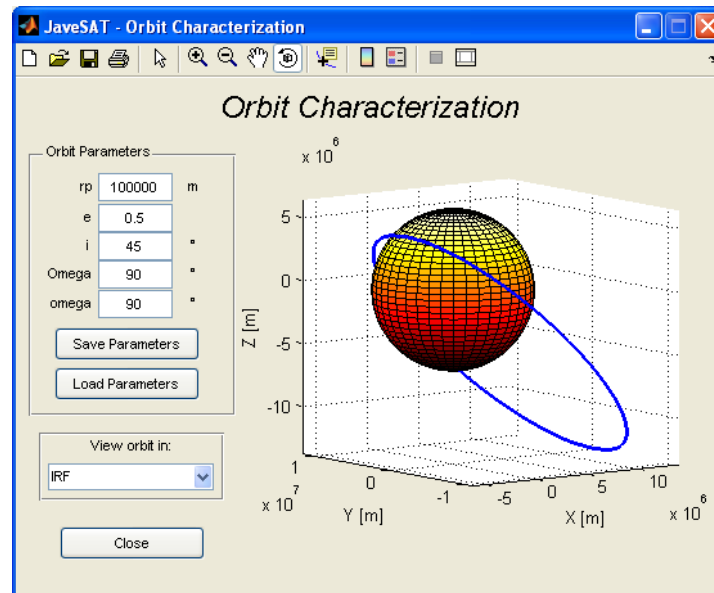 JaveSAT - Orbit Characterization
Orbit Characterization
Orbit Parameters
rp 100000 m
e 0.5
i 45 °
Omega 90 °
omega 90 °
Save Parameters
Load Parameters
View orbit in:
IRF
Close
x 10^6
5
0
-5
-10
Z [m]
1
0
-1
x 10^7
Y [m]
-5
0
5
10
x 10^6
X [m]